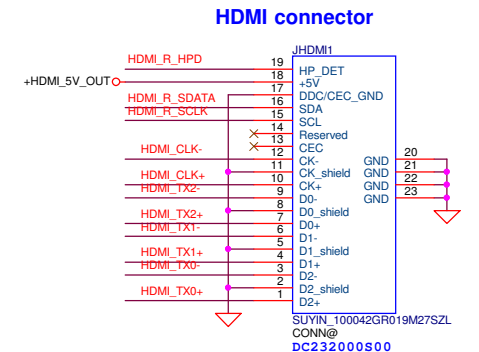 HDMI connector
JHDMI1
HDMI_R_HPD 19 HP_DET
+HDMI_5V_OUT 18 +5V
17 DDC/CEC_GND
HDMI_R_SDATA 16 SDA
HDMI_R_SCLK 15 SCL
14 Reserved
13 CEC
HDMI_CLK- 12 CK- GND 20
11 CK_shield GND 21
HDMI_CLK+ 10 CK+ GND 22
HDMI_TX2- 9 D0- GND 23
8 D0_shield
HDMI_TX2+ 7 D0+
HDMI_TX1- 6 D1-
5 D1_shield
HDMI_TX1+ 4 D1+
HDMI_TX0- 3 D2-
2 D2_shield
HDMI_TX0+ 1 D2+
SUYIN_100042GR019M27SZL
CONN@
DC232000S00